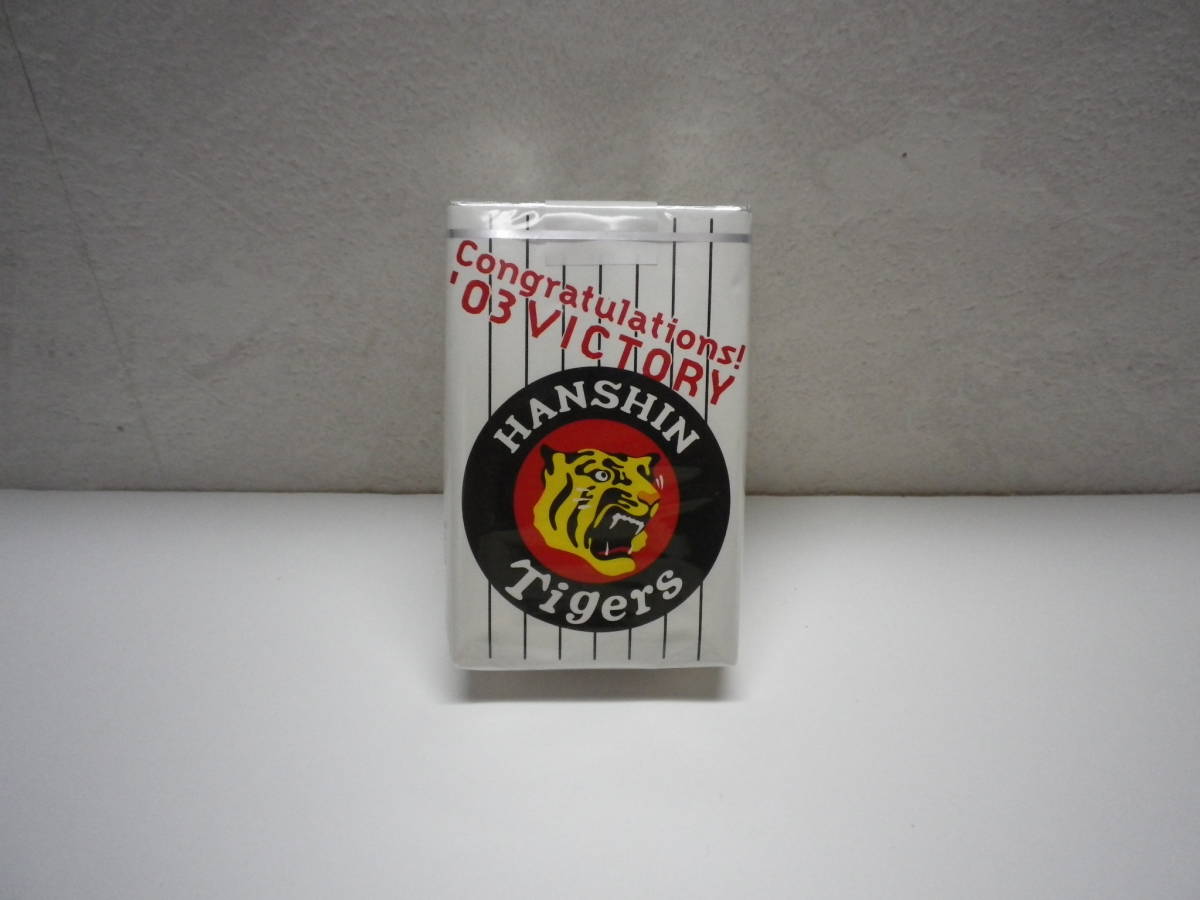 Congratulations!
'03 VICTORY
HANSHIN
Tigers